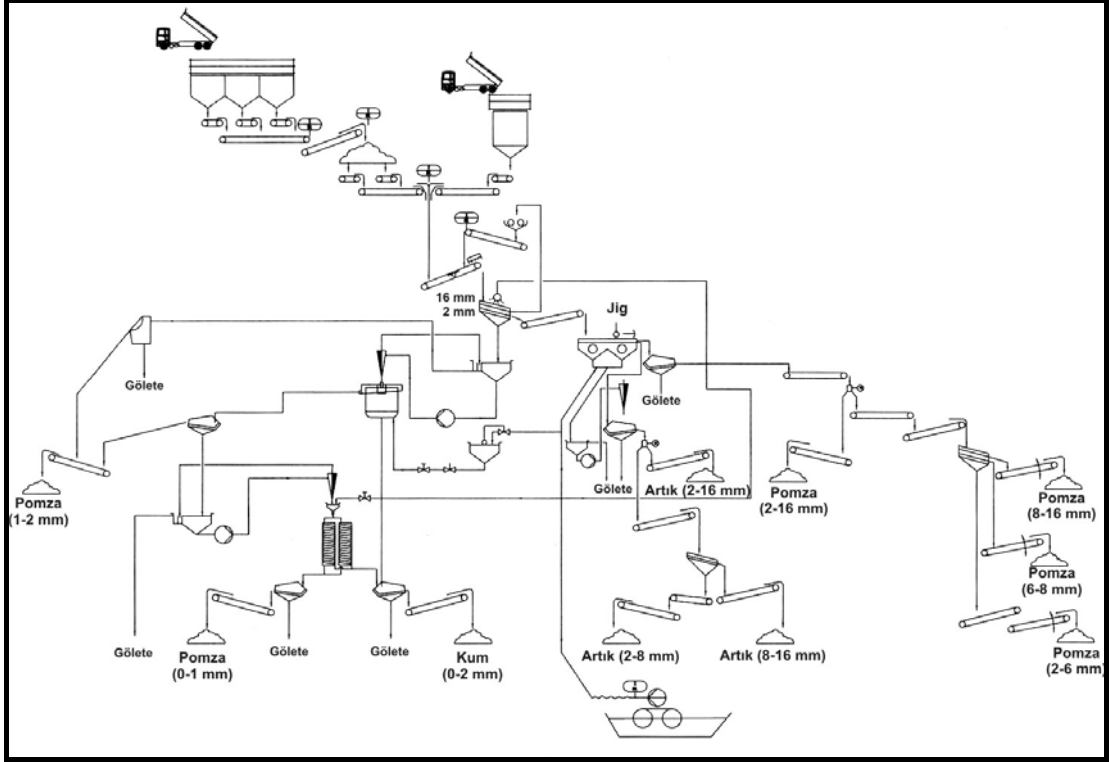 16 mm
2 mm
Jig
Gölete
Gölete
Pomza
(1-2 mm)
Gölete
Artık (2-16 mm)
Pomza
(2-16 mm)
Pomza
(8-16 mm)
Pomza
(6-8 mm)
Pomza
(2-6 mm)
Gölete
Pomza
(0-1 mm)
Gölete
Gölete
Kum
(0-2 mm)
Artık (2-8 mm)
Artık (8-16 mm)